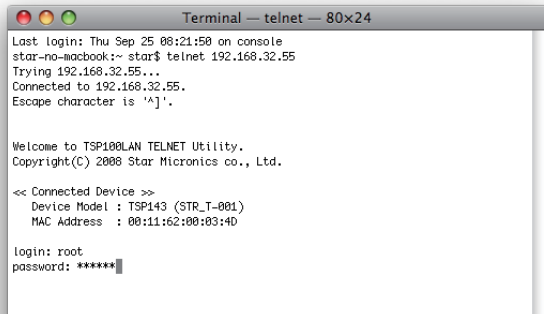 Terminal — telnet — 80×24
Last login: Thu Sep 25 08:21:50 on console
star-no-macbook:~ star$ telnet 192.168.32.55
Trying 192.168.32.55...
Connected to 192.168.32.55.
Escape character is '^]'.
Welcome to TSP100LAN TELNET Utility.
Copyright(C) 2008 Star Micronics co., Ltd.
<< Connected Device >>
Device Model : TSP143 (STR_T-001)
MAC Address : 00:11:62:00:03:4D
login: root
password: ******